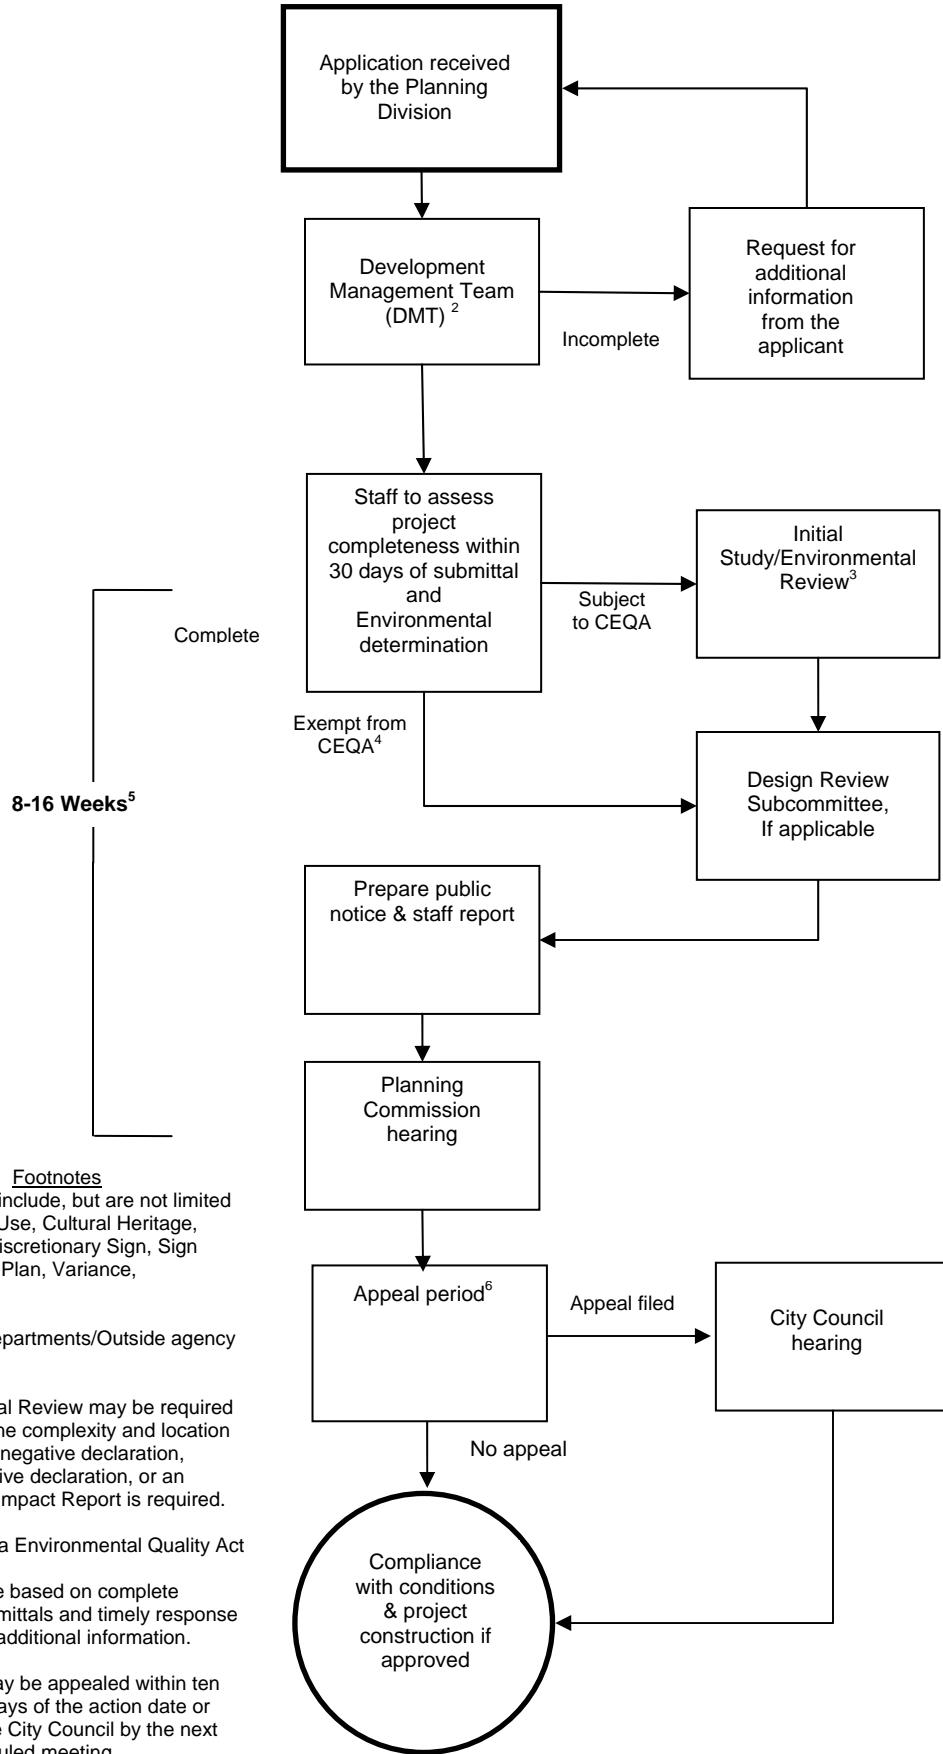 Application received
by the Planning
Division
Development
Management Team
(DMT) 2
Incomplete
Request for
additional
information
from the
applicant
Staff to assess
project
completeness within
30 days of submittal
and
Environmental
determination
Subject
to CEQA
Initial
Study/Environmental
Review3
Complete
Exempt from
CEQA4
Design Review
Subcommittee,
If applicable
8-16 Weeks5
Prepare public
notice & staff report
Planning
Commission
hearing
Appeal period6
Appeal filed
City Council
hearing
No appeal
Compliance
with conditions
& project
construction if
approved
Footnotes
include, but are not limited
Use, Cultural Heritage,
Discretionary Sign, Sign
Plan, Variance,
epartments/Outside agency
al Review may be required
he complexity and location
negative declaration,
ive declaration, or an
Impact Report is required.
a Environmental Quality Act
e based on complete
mittals and timely response
additional information.
ay be appealed within ten
ays of the action date or
e City Council by the next
uled meeting.